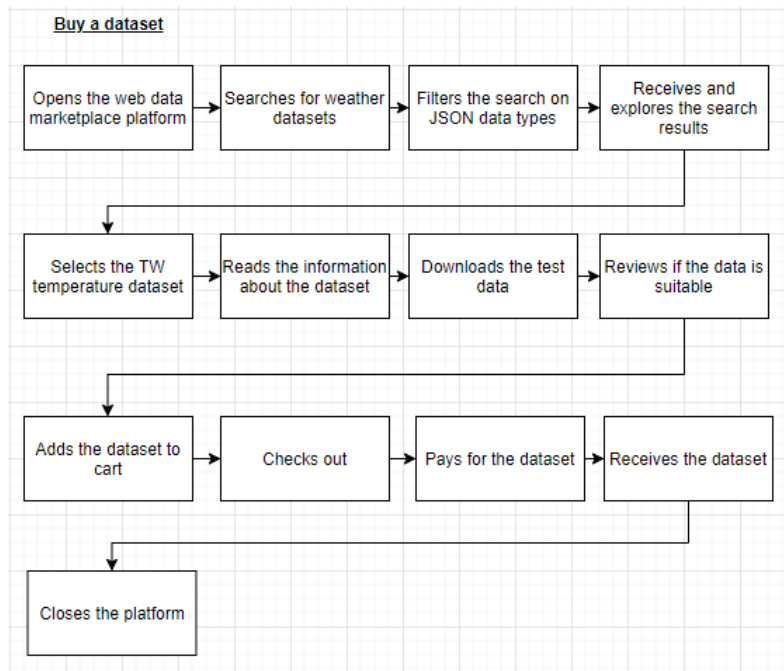 Buy a dataset
Opens the web data
marketplace platform
Searches for weather
datasets
Filters the search on
JSON data types
Receives and
explores the search
results
Selects the TW
temperature dataset
Reads the information
about the dataset
Downloads the test
data
Reviews if the data is
suitable
Adds the dataset to
cart
Checks out
Pays for the dataset
Receives the dataset
Closes the platform